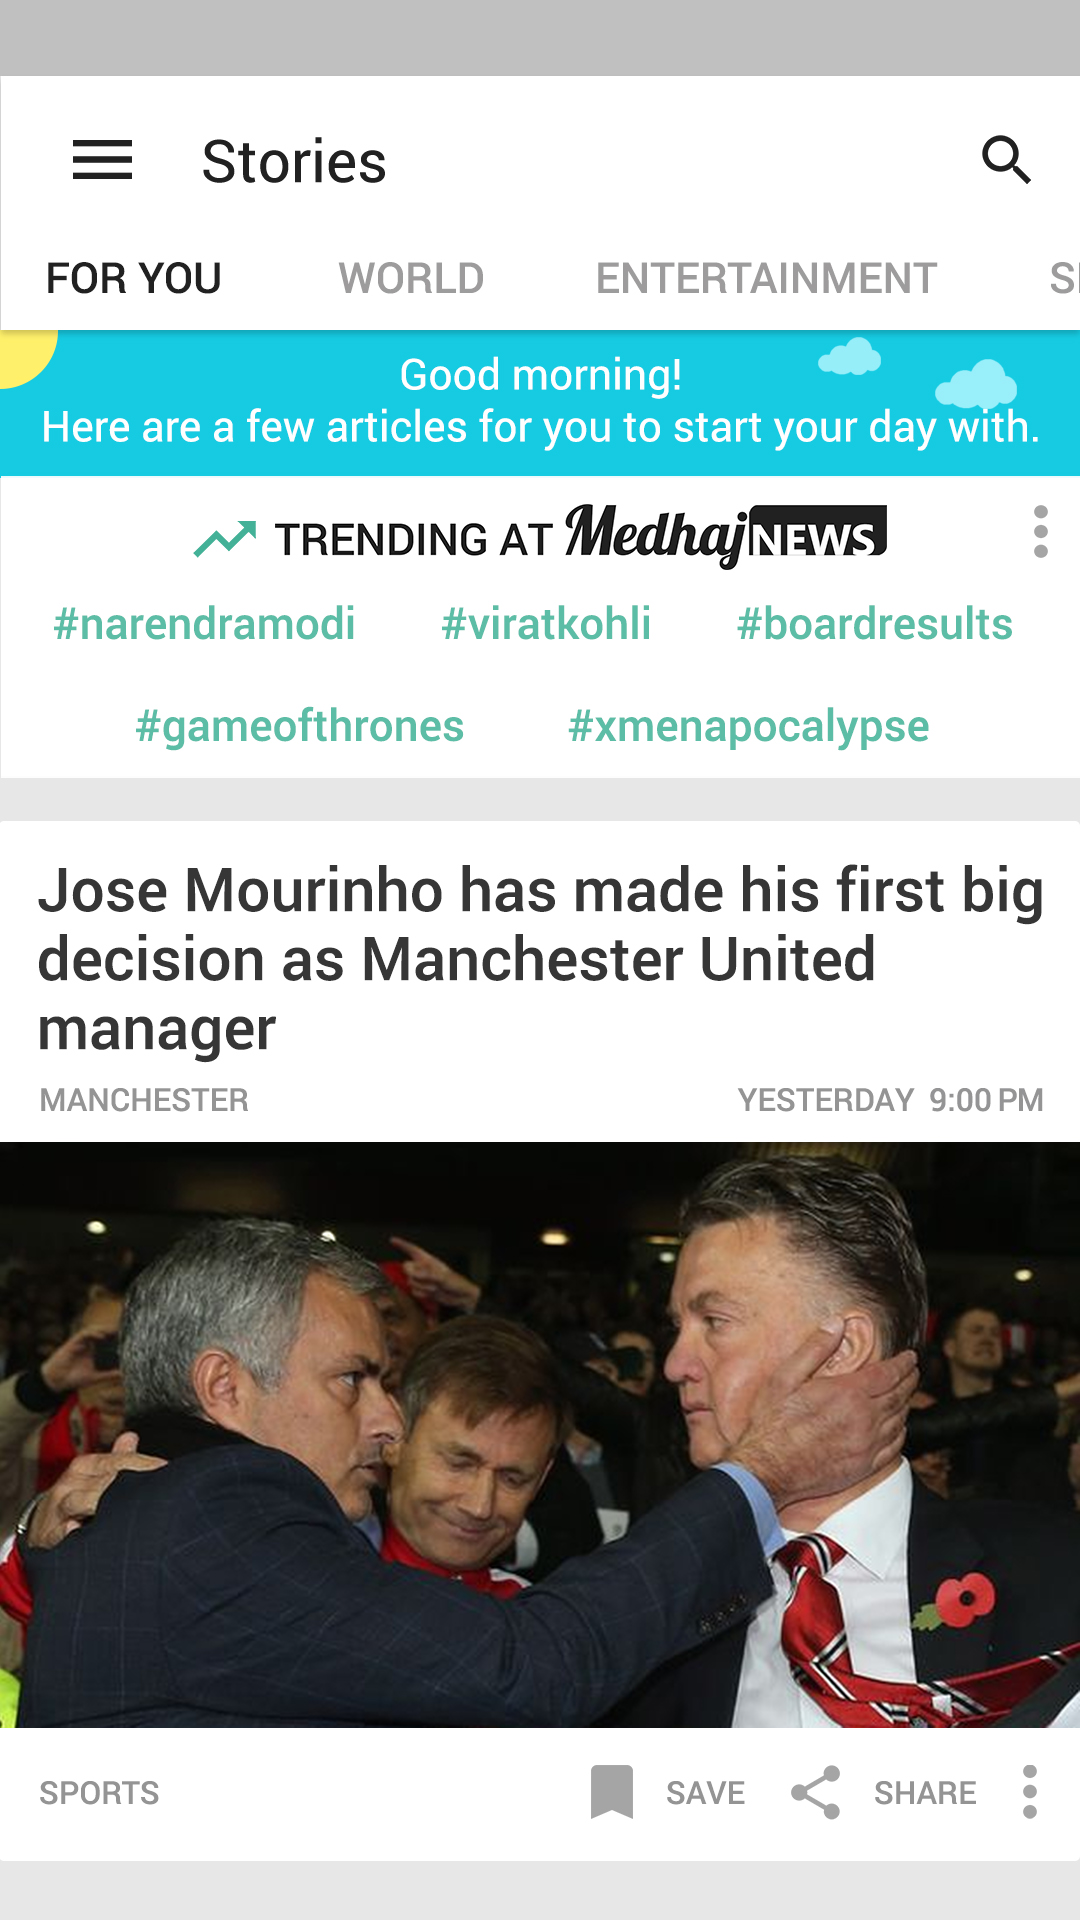 Stories
FOR YOU WORLD ENTERTAINMENT
Good morning!
Here are a few articles for you to start your day with.
TRENDING AT Medhaj NEWS
#narendramodi #viratkohli #boardresults
#gameofthrones #xmenapocalypse
Jose Mourinho has made his first big
decision as Manchester United
manager
MANCHESTER YESTERDAY 9:00 PM
SPORTS SAVE SHARE